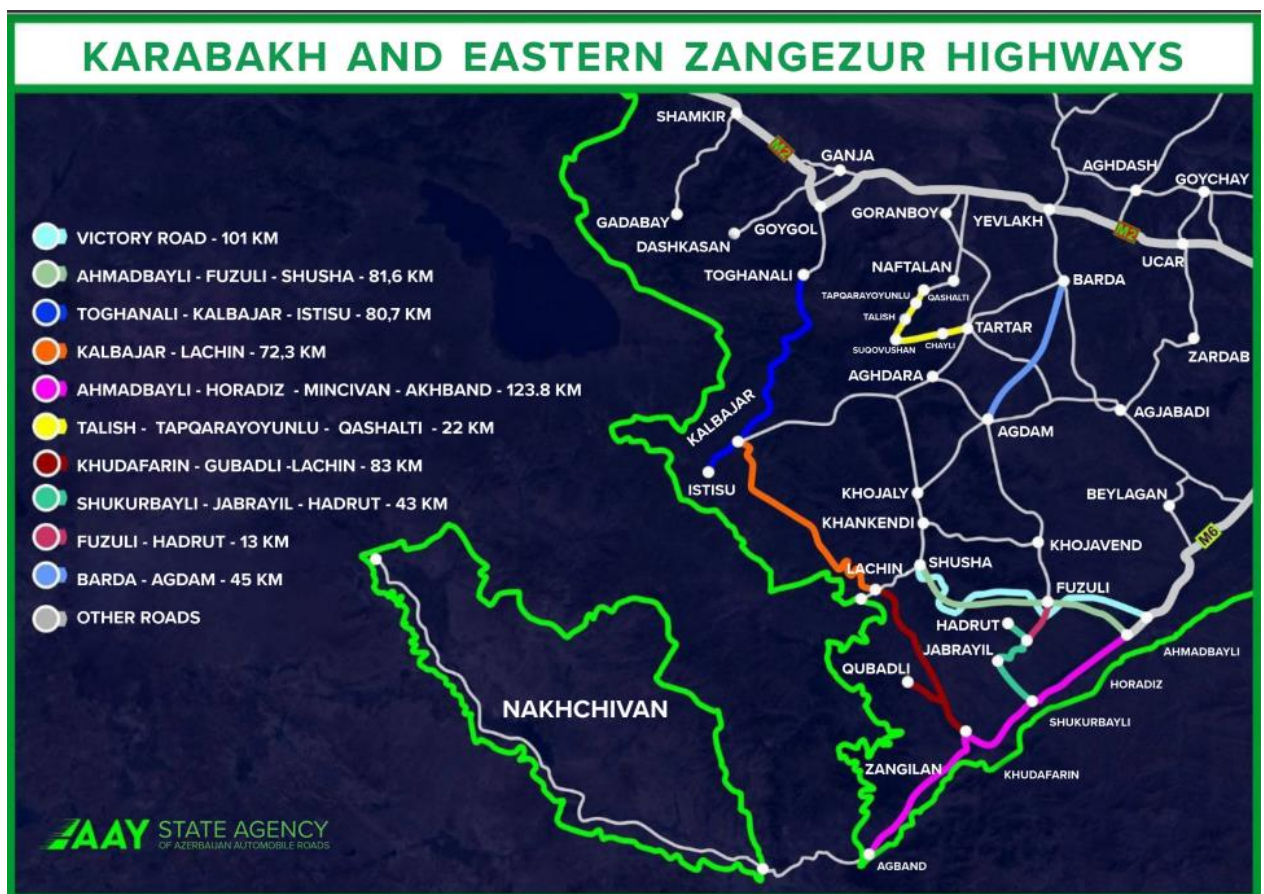 KARABAKH AND EASTERN ZANGEZUR HIGHWAYS
VICTORY ROAD - 101 KM
AHMADBAYLI - FUZULI - SHUSHA - 81,6 KM
TOGHANALI - KALBAJAR - ISTISU - 80,7 KM
KALBAJAR - LACHIN - 72,3 KM
AHMADBAYLI - HORADIZ - MINCIVAN - AKHBAND - 123.8 KM
TALISH - TAPQARAYOYUNLU - QASHALTI - 22 KM
KHUDAFARIN - GUBADLI -LACHIN - 83 KM
SHUKURBAYLI - JABRAYIL - HADRUT - 43 KM
FUZULI - HADRUT - 13 KM
BARDA - AGDAM - 45 KM
OTHER ROADS
SHAMKIR
M2
GANJA
AGHDASH
GOYCHAY
GADABAY
DASHKASAN
GOYGOL
GORANBOY
YEVLAKH
M2
UCAR
TOGHANALI
NAFTALAN
BARDA
TAPQARAYOYUNLU
QASHALTI
TALISH
TARTAR
SUQOVUSHAN
CHAYLI
ZARDAB
AGHDARA
KALBAJAR
AGJABADI
AGDAM
ISTISU
KHOJALY
BEYLAGAN
KHANKENDI
M6
KHOJAVEND
LACHIN
SHUSHA
FUZULI
HADRUT
JABRAYIL
AHMADBAYLI
QUBADLI
HORADIZ
NAKHCHIVAN
SHUKURBAYLI
ZANGILAN
KHUDAFARIN
AGBAND
AAY STATE AGENCY
OF AZERBAIJAN AUTOMOBILE ROADS